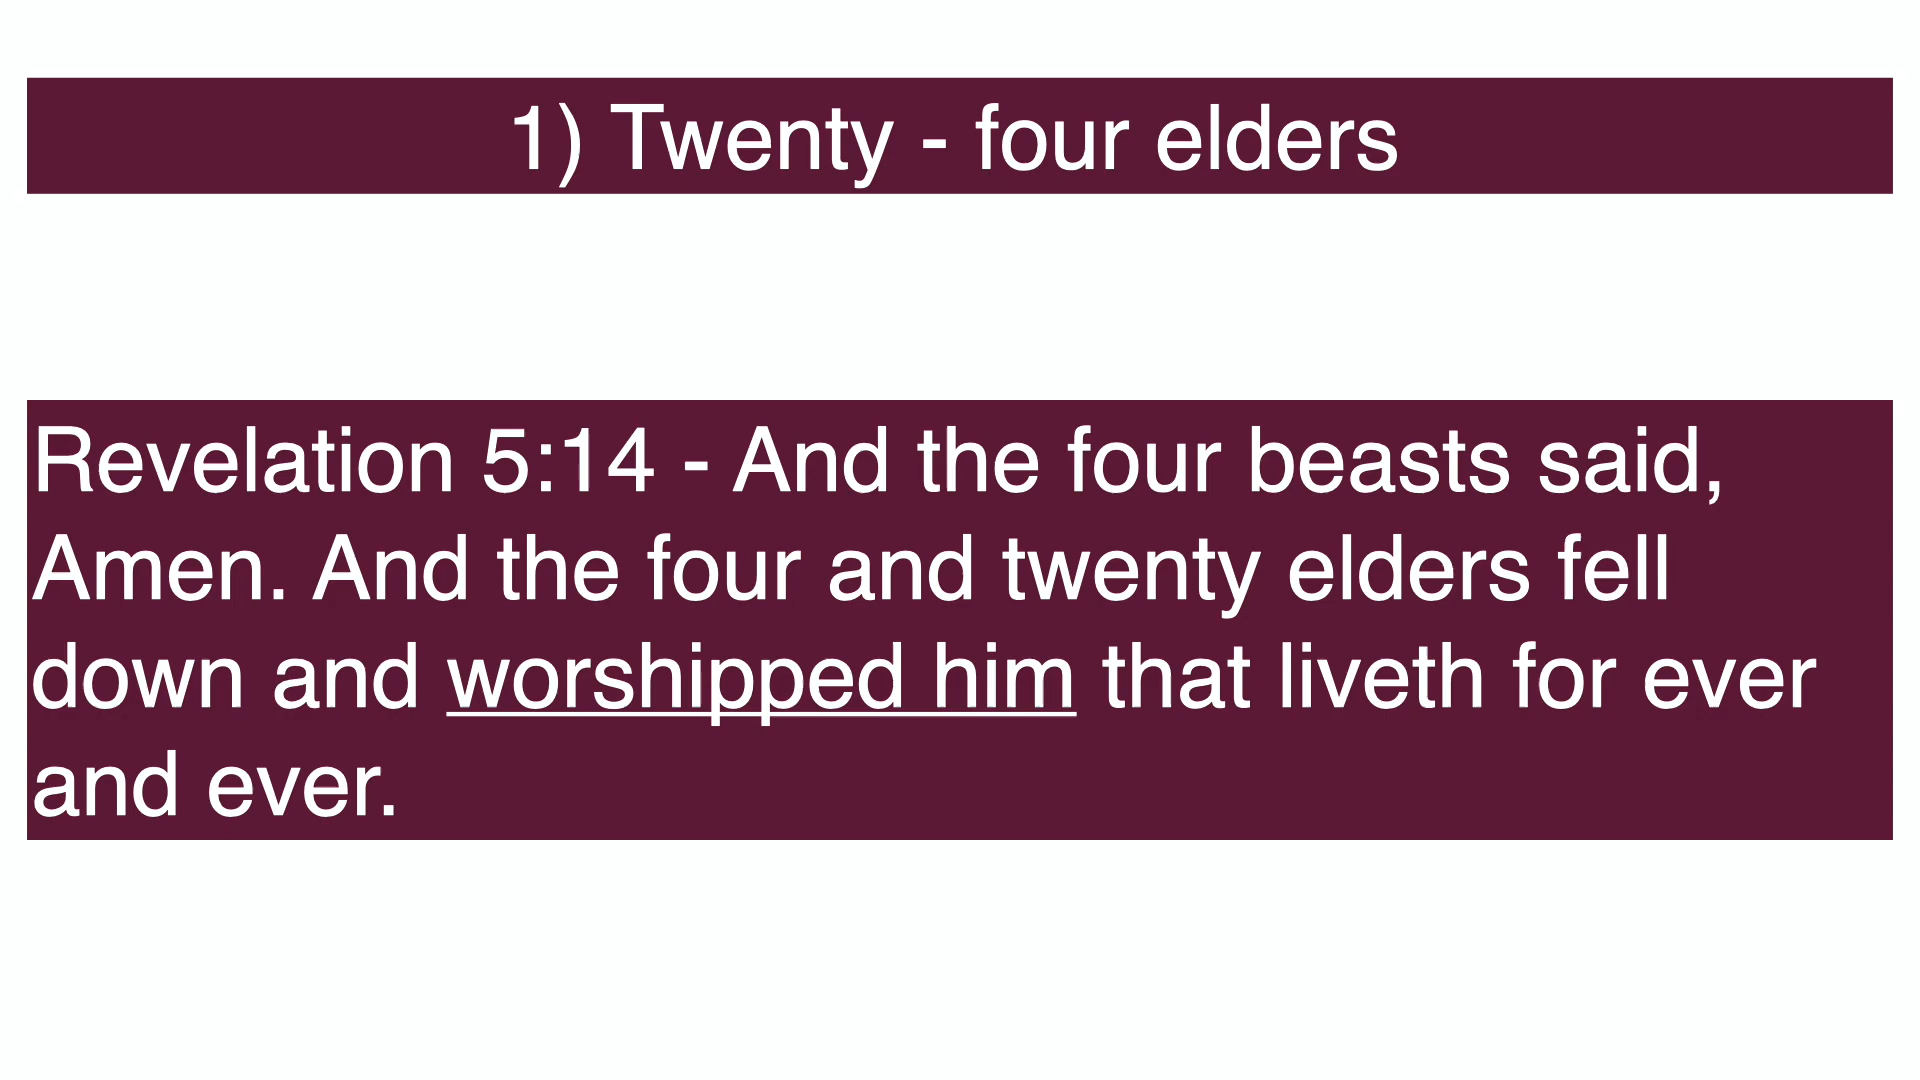 1) Twenty - four elders
Revelation 5:14 - And the four beasts said,
Amen. And the four and twenty elders fell
down and worshipped him that liveth for ever
and ever.